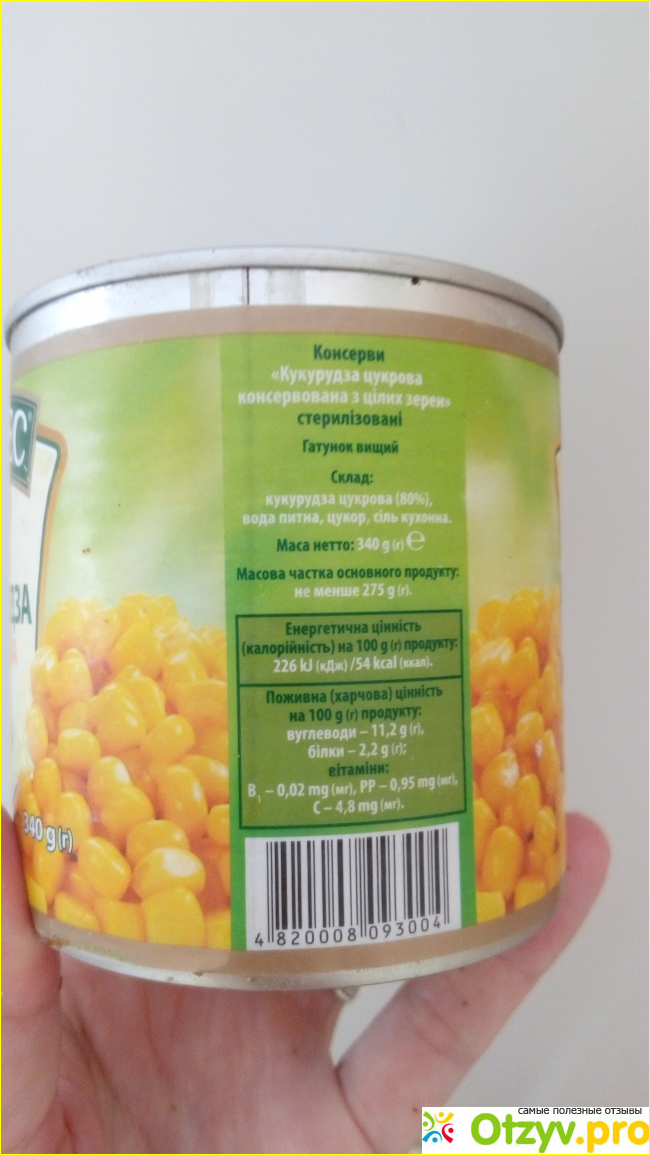 Консерви
«Кукурудза цукрова
консервована з цілих зерен»
стерилізовані
Гатунок вищий
Склад:
кукурудза цукрова (80%),
вода питна, цукор, сіль кухонна.
Маса нетто: 340 g (г) ℮
Масова частка основного продукту:
не менше 275 g (г).
Енергетична цінність
(калорійність) на 100 g (г) продукту:
226 kJ (кДж) /54 kcal (ккал).
Поживна (харчова) цінність
на 100 g (г) продукту:
вуглеводи – 11,2 g (г),
білки – 2,2 g (г);
вітаміни:
B₁ – 0,02 mg (мг), PP – 0,95 mg (мг),
C – 4,8 mg (мг).
4 820008 093004
340 g (г)
самые полезные отзывы
Otzyv.pro